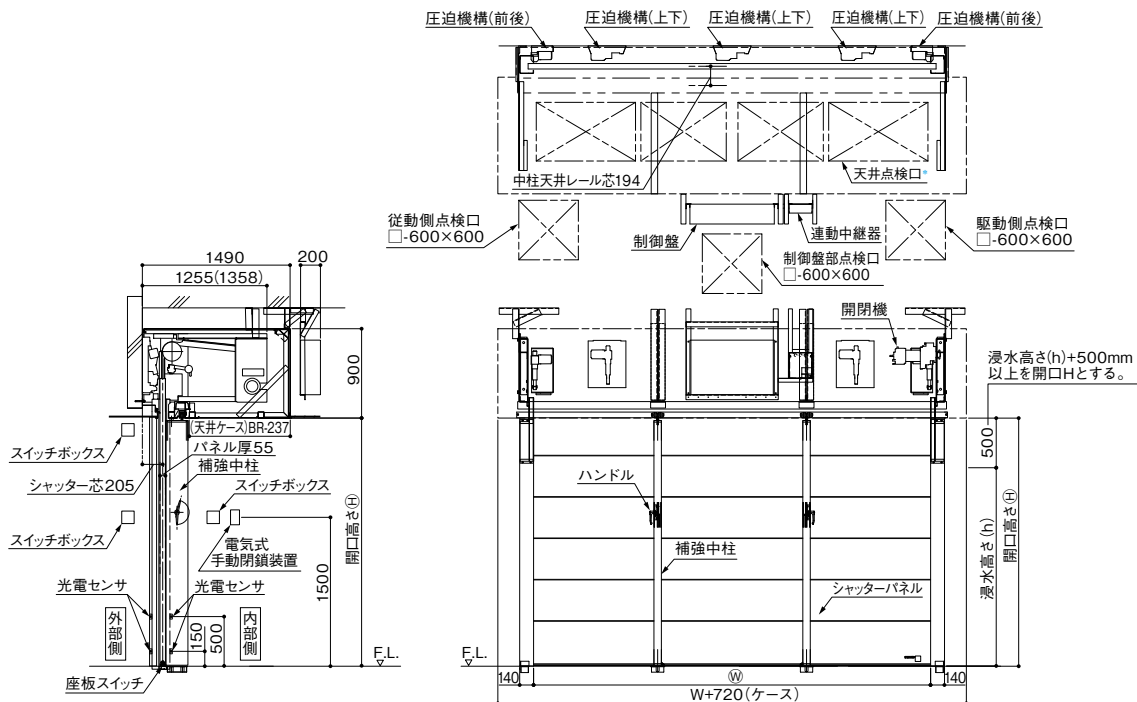 圧迫機構(前後)
圧迫機構(上下)
圧迫機構(上下)
圧迫機構(上下)
圧迫機構(前後)
中柱天井レール芯194
天井点検口*
従動側点検口
□-600×600
制御盤
連動中継器
駆動側点検口
□-600×600
制御盤部点検口
□-600×600
1490
200
1255(1358)
900
(天井ケース)BR-237
スイッチボックス
パネル厚55
補強中柱
シャッター芯205
スイッチボックス
スイッチボックス
電気式
手動閉鎖装置
光電センサ
光電センサ
外部側
内部側
150
500
1500
開口高さⒽ
座板スイッチ
F.L.
開閉機
浸水高さ(h)+500mm
以上を開口Hとする。
500
ハンドル
補強中柱
シャッターパネル
浸水高さ(h)
開口高さⒽ
F.L.
140
Ⓦ
140
W+720(ケース)